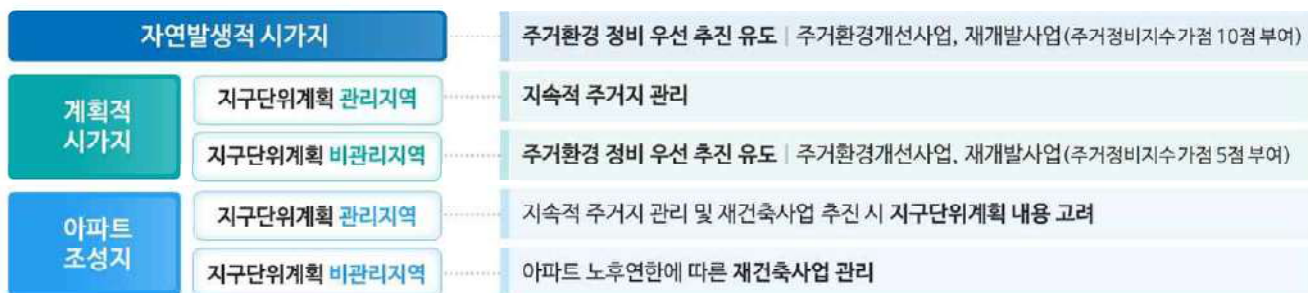 자연발생적 시가지
주거환경 정비 우선 추진 유도 | 주거환경개선사업, 재개발사업(주거정비지수 가점 10점 부여)
계획적
시가지
지구단위계획 관리지역
지속적 주거지 관리
지구단위계획 비관리지역
주거환경 정비 우선 추진 유도 | 주거환경개선사업, 재개발사업(주거정비지수 가점 5점 부여)
아파트
조성지
지구단위계획 관리지역
지속적 주거지 관리 및 재건축사업 추진 시 지구단위계획 내용 고려
지구단위계획 비관리지역
아파트 노후연한에 따른 재건축사업 관리